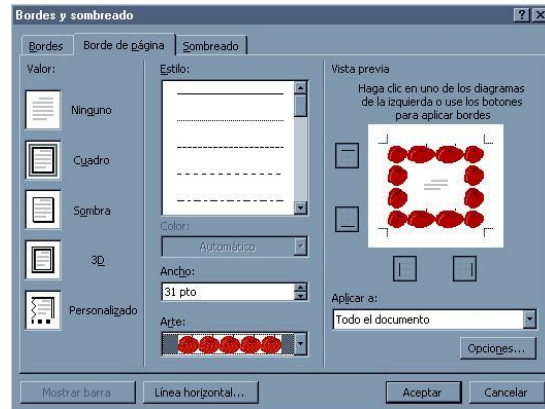 Bordes y sombreado
Bordes
Borde de página
Sombreado
Valor:
Ninguno
Cuadro
Sombra
3D
Personalizado
Estilo:
Color:
Automático
Ancho:
31 pto
Arte:
Vista previa
Haga clic en uno de los diagramas
de la izquierda o use los botones
para aplicar bordes
Aplicar a:
Todo el documento
Opciones...
Mostrar barra
Línea horizontal...
Aceptar
Cancelar